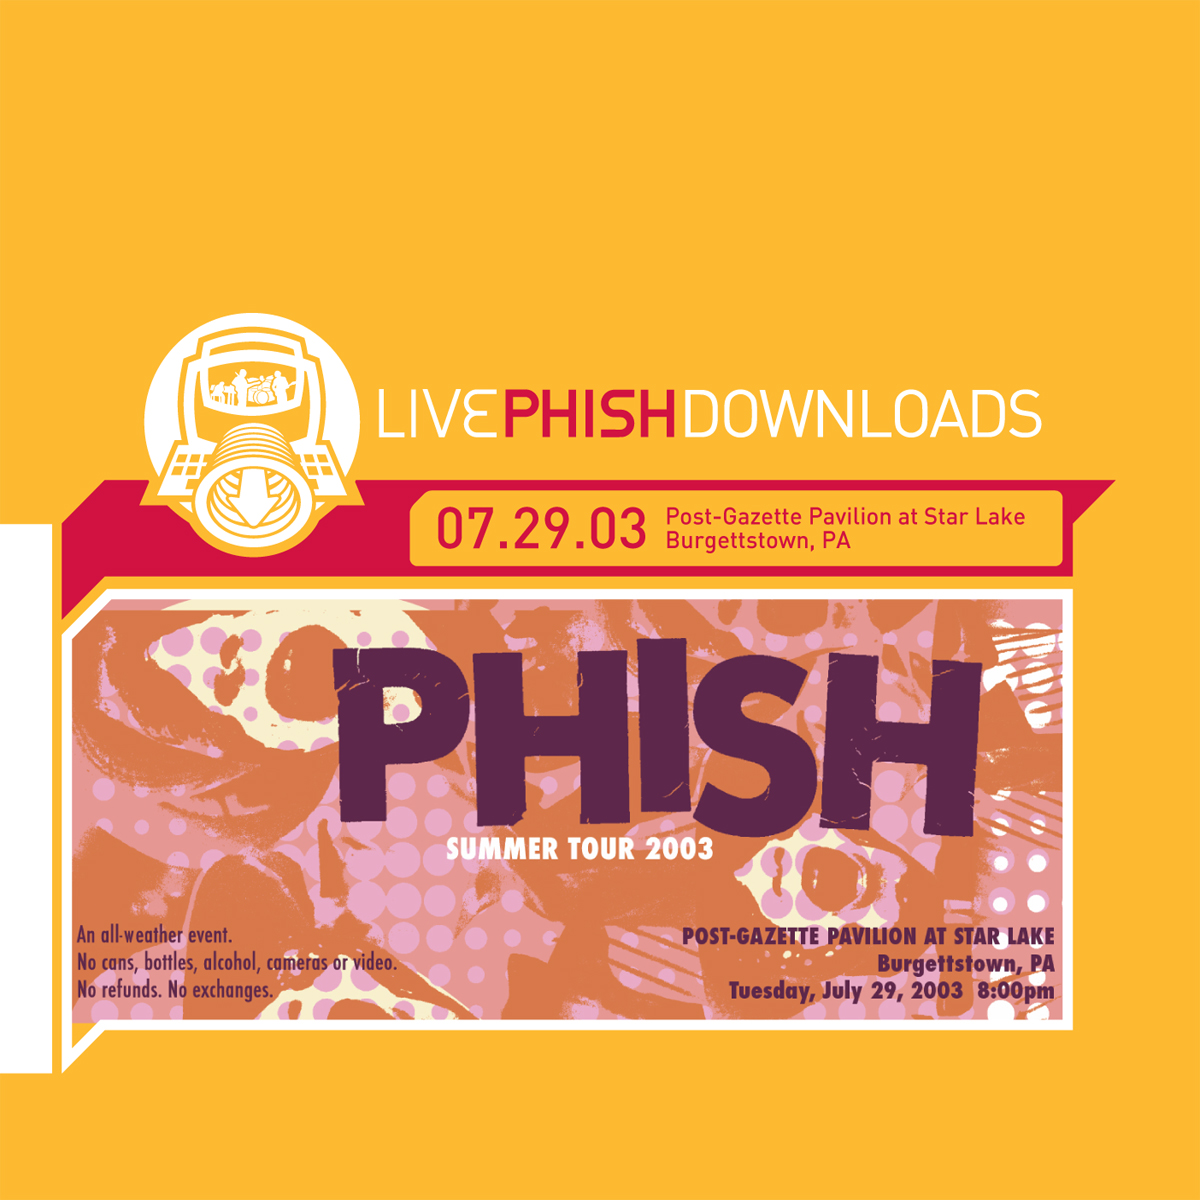 LIVEPHISHDOWNLOADS
07.29.03
Post-Gazette Pavilion at Star Lake
Burgettstown, PA
PHISH
SUMMER TOUR 2003
An all-weather event.
No cans, bottles, alcohol, cameras or video.
No refunds. No exchanges.
POST-GAZETTE PAVILION AT STAR LAKE
Burgettstown, PA
Tuesday, July 29, 2003 8:00pm